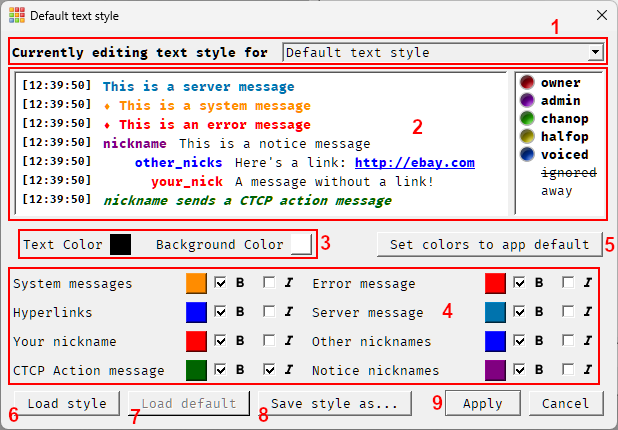 Default text style
1
Currently editing text style for Default text style
[12:39:50] This is a server message
[12:39:50] ♦ This is a system message
[12:39:50] ♦ This is an error message
[12:39:50] nickname This is a notice message
[12:39:50] other_nicks Here's a link: http://ebay.com
[12:39:50] your_nick A message without a link!
[12:39:50] nickname sends a CTCP action message
2
owner
admin
chanop
halfop
voiced
ignored
away
Text Color Background Color 3
Set colors to app default 5
System messages B I Error message B I
Hyperlinks B I Server message 4 B I
Your nickname B I Other nicknames B I
CTCP Action message B I Notice nicknames B I
6 Load style 7 Load default 8 Save style as... 9 Apply Cancel